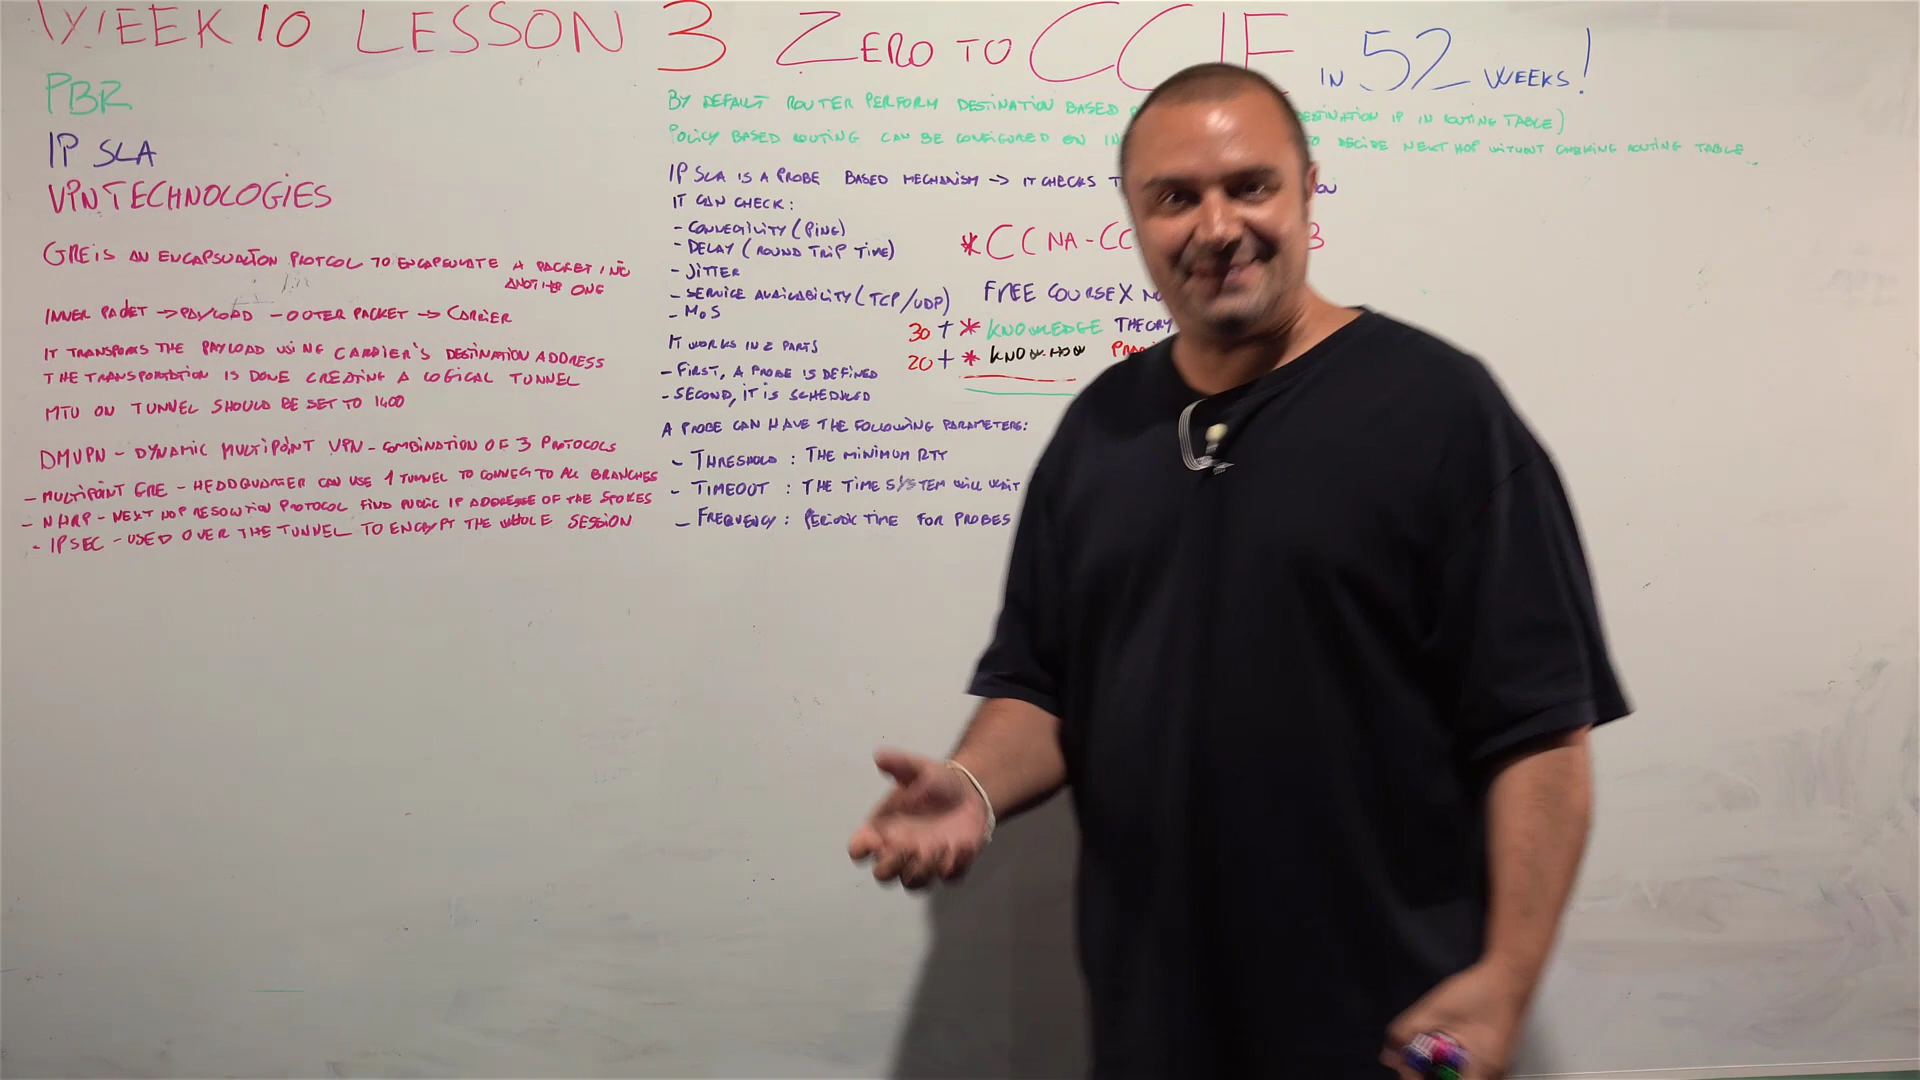 WEEK 10 LESSON 3 ZERO TO CCIE IN 52 WEEKS!
PBR
IP SLA
VPN TECHNOLOGIES
GRE IS AN ENCAPSUALTION PROTCOL TO ENCAPSULATE A PACKET INTO
ANOTHER ONE
INNER PACKET -> PAYLOAD - OUTER PACKET -> CARRIER
IT TRANSPORTS THE PAYLOAD USING CARRIER'S DESTINATION ADDRESS
THE TRANSPORTATION IS DONE CREATING A LOGICAL TUNNEL
MTU ON TUNNEL SHOULD BE SET TO 1400
DMVPN - DYNAMIC MULTIPOINT VPN - COMBINATION OF 3 PROTOCOLS
- MULTIPOINT GRE - HEADQUARTER CAN USE 1 TUNNEL TO CONNECT TO ALL BRANCHES
- NHRP - NEXT HOP RESOLUTION PROTOCOL FIND PUBLIC IP ADDRESSE OF THE SPOKES
- IPSEC - USED OVER THE TUNNEL TO ENCRYPT THE WHOLE SESSION
BY DEFAULT ROUTER PERFORM DESTINATION BASED DESTINATION IP IN ROUTING TABLE)
POLICY BASED ROUTING CAN BE CONFIGURED ON IN TO DECIDE NEXT HOP WITHOUT CHECKING ROUTING TABLE
IP SLA IS A PROBE BASED MECHANISM -> IT CHECKS
IT CAN CHECK:
- CONNECTIVILITY (PING)
- DELAY (ROUND TRIP TIME)
- JITTER
- SERVICE AVAILABILITY (TCP/UDP)
- MOS
IT WORKS IN 2 PARTS
- FIRST, A PROBE IS DEFINED
- SECOND, IT IS SCHEDULED
A PROBE CAN HAVE THE FOLLOWING PARAMETERS:
- THRESHOLD : THE MINIMUM RTT
- TIMEOUT : THE TIME SYSTEM WILL WAIT
- FREQUENCY : PERIODIC TIME FOR PROBES
* CCNA - CC 3
FREE COURSE X
30 + * KNOWLEDGE THEORY
20 + * KNOW-HOW